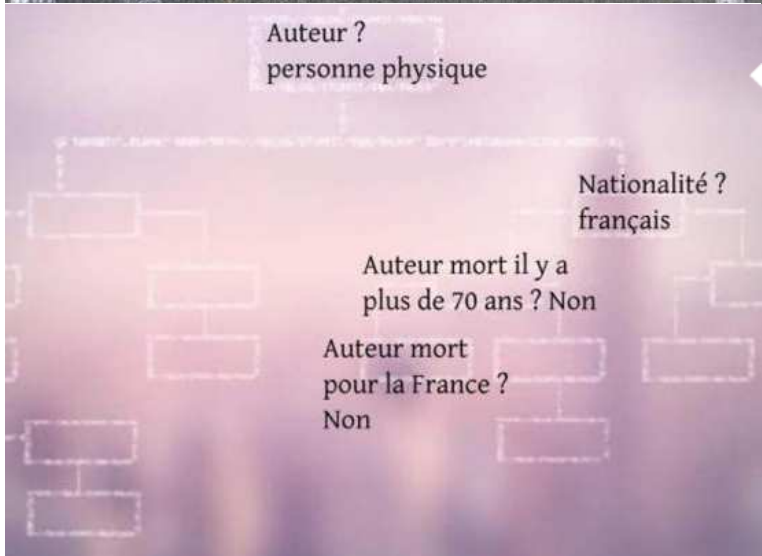 Auteur ?
personne physique
Nationalité ?
français
Auteur mort il y a
plus de 70 ans ? Non
Auteur mort
pour la France ?
Non